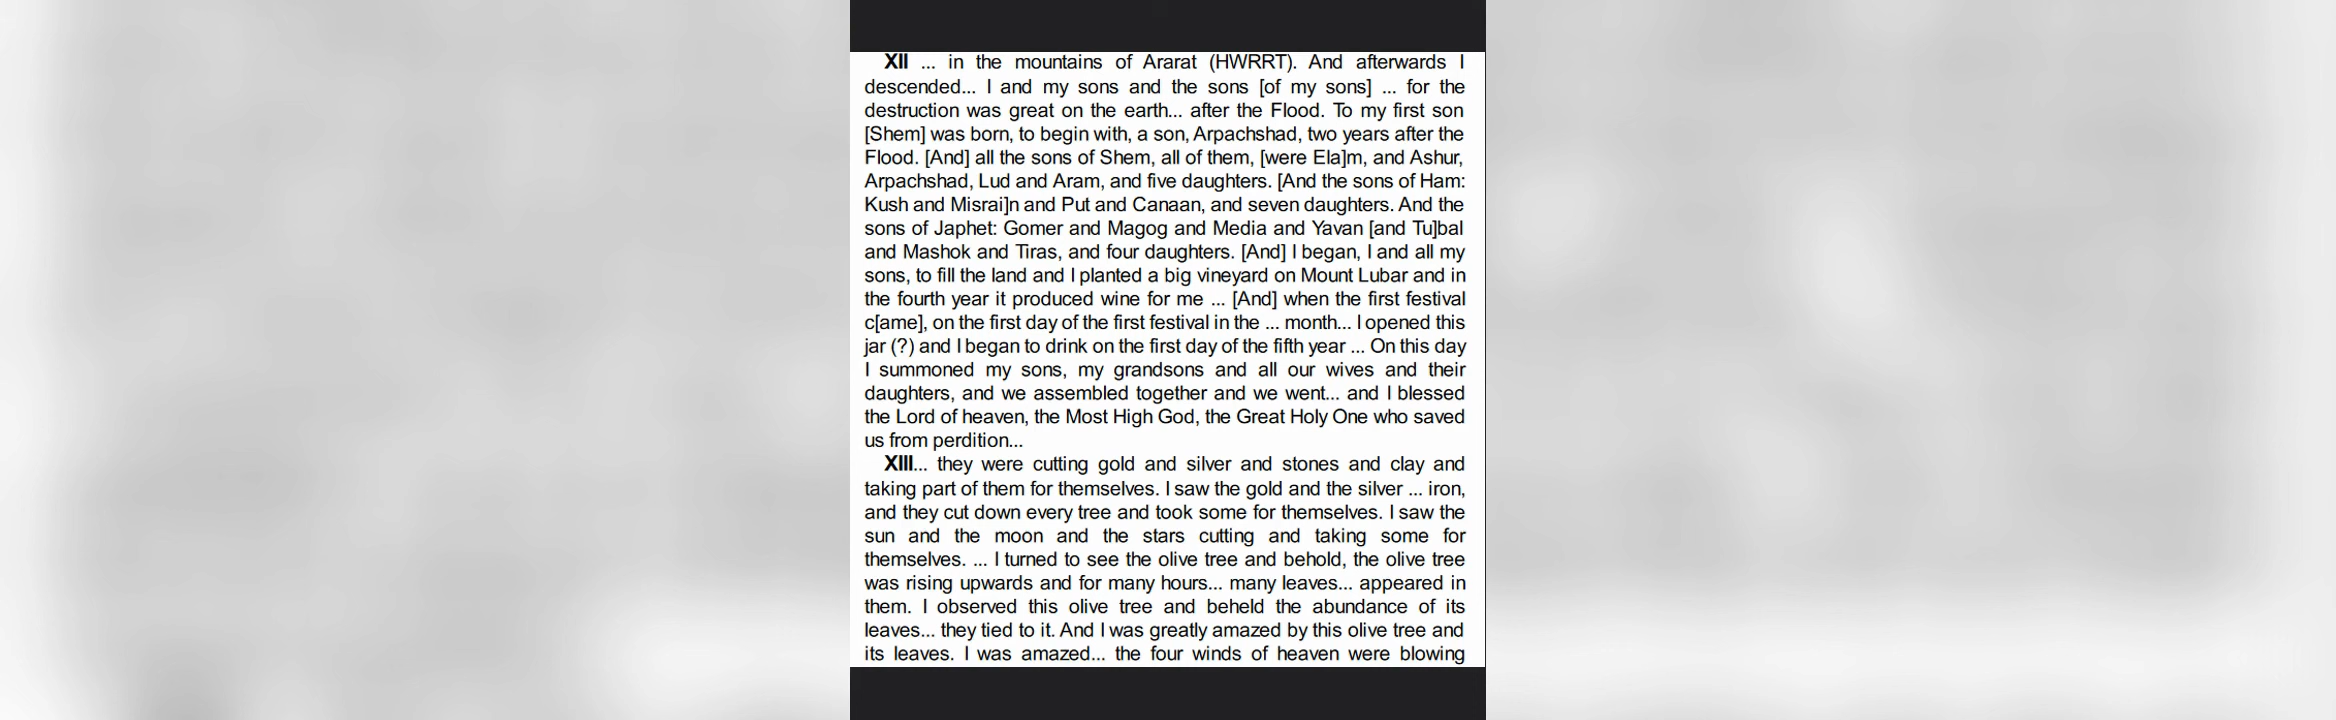 XII ... in the mountains of Ararat (HWRRT). And afterwards I
descended... I and my sons and the sons [of my sons] ... for the
destruction was great on the earth... after the Flood. To my first son
[Shem] was born, to begin with, a son, Arpachshad, two years after the
Flood. [And] all the sons of Shem, all of them, [were Ela]m, and Ashur,
Arpachshad, Lud and Aram, and five daughters. [And the sons of Ham:
Kush and Misrai]n and Put and Canaan, and seven daughters. And the
sons of Japhet: Gomer and Magog and Media and Yavan [and Tu]bal
and Mashok and Tiras, and four daughters. [And] I began, I and all my
sons, to fill the land and I planted a big vineyard on Mount Lubar and in
the fourth year it produced wine for me ... [And] when the first festival
c[ame], on the first day of the first festival in the ... month... I opened this
jar (?) and I began to drink on the first day of the fifth year ... On this day
I summoned my sons, my grandsons and all our wives and their
daughters, and we assembled together and we went... and I blessed
the Lord of heaven, the Most High God, the Great Holy One who saved
us from perdition...
XIII... they were cutting gold and silver and stones and clay and
taking part of them for themselves. I saw the gold and the silver ... iron,
and they cut down every tree and took some for themselves. I saw the
sun and the moon and the stars cutting and taking some for
themselves. ... I turned to see the olive tree and behold, the olive tree
was rising upwards and for many hours... many leaves... appeared in
them. I observed this olive tree and beheld the abundance of its
leaves... they tied to it. And I was greatly amazed by this olive tree and
its leaves. I was amazed... the four winds of heaven were blowing